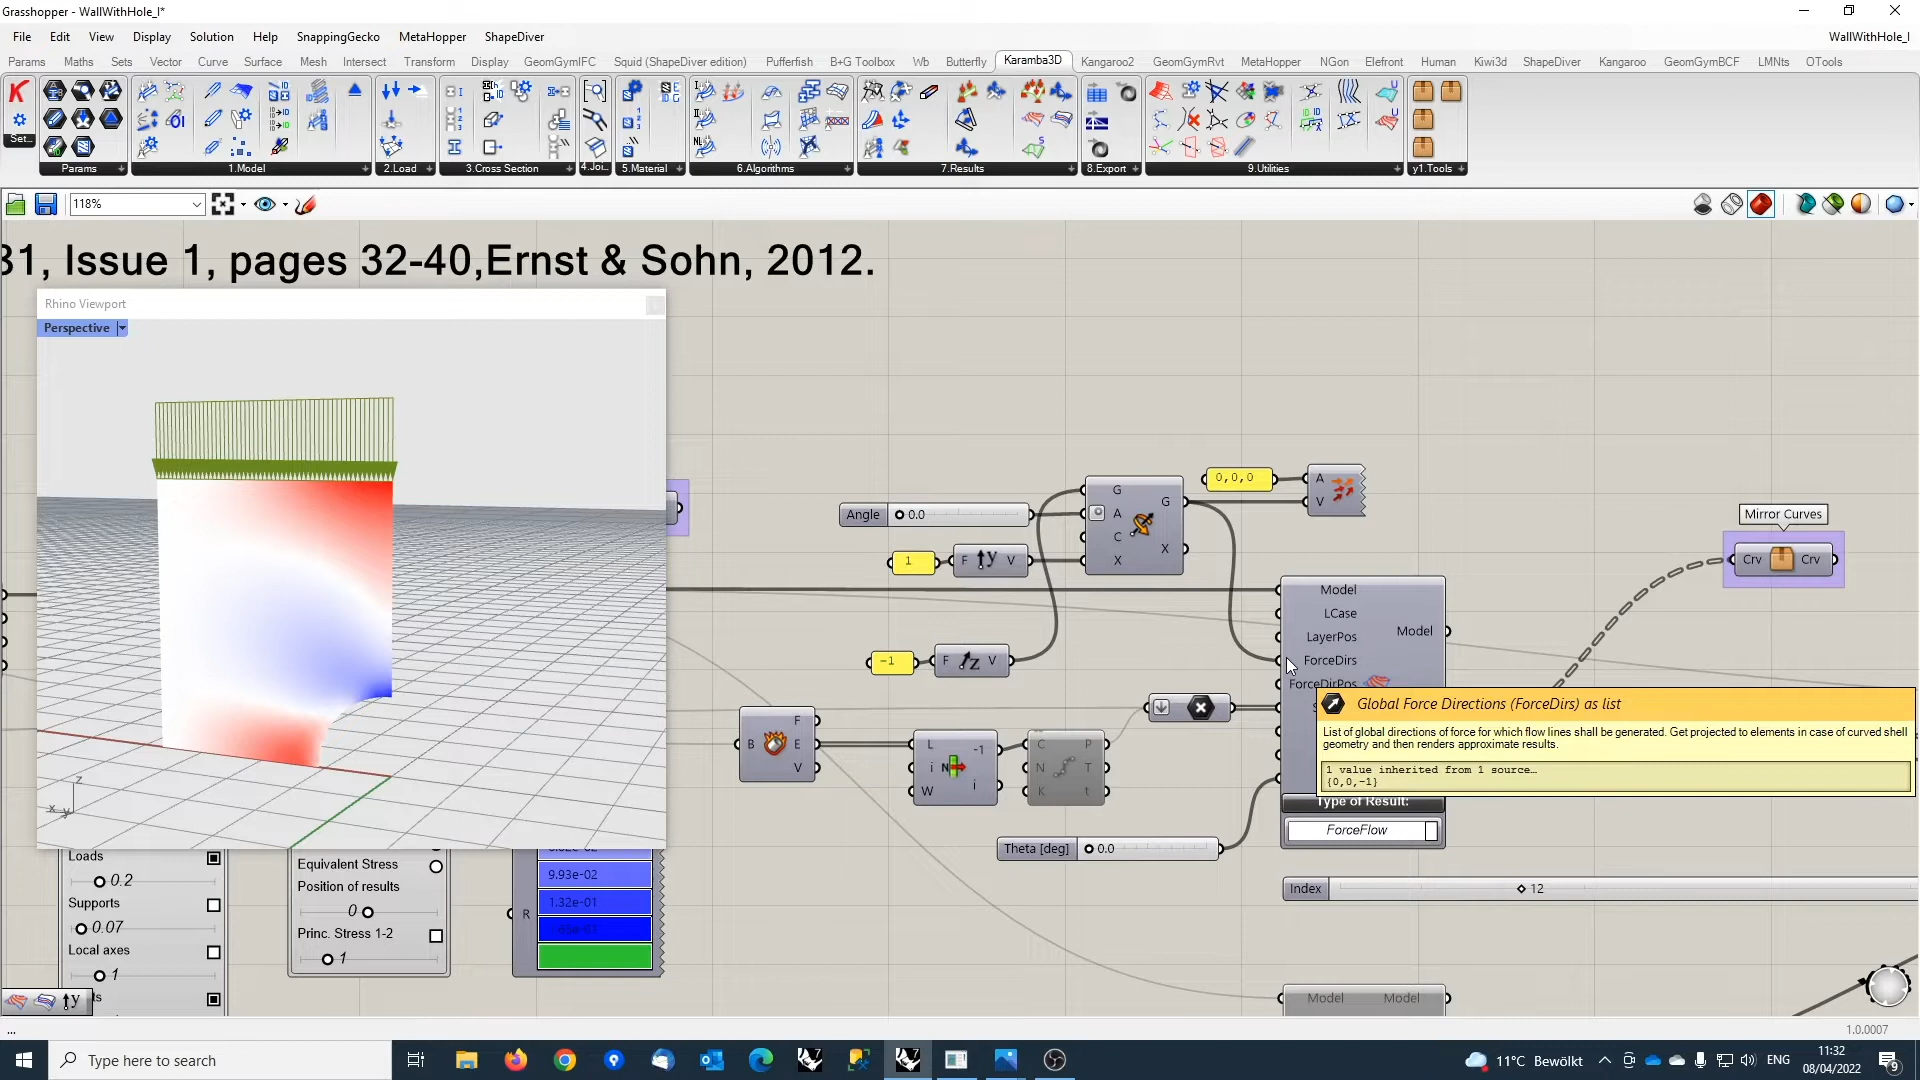 Grasshopper - WallWithHole_I*
File Edit View Display Solution Help SnappingGecko MetaHopper ShapeDiver WallWithHole_I
Params Maths Sets Vector Curve Surface Mesh Intersect Transform Display GeomGymIFC Squid (ShapeDiver edition) Pufferfish B+G Toolbox Wb Butterfly Karamba3D Kangaroo2 GeomGymRvt MetaHopper NGon Elefront Human Kiwi3d ShapeDiver Kangaroo GeomGymBCF LMNts OTools
Set... Params 1.Model 2.Load 3.Cross Section 4.Joi... 5.Material 6.Algorithms 7.Results 8.Export 9.Utilities y1.Tools
118%
31, Issue 1, pages 32-40,Ernst & Sohn, 2012.
Rhino Viewport
Perspective
z
x y
Angle 0.0
1 F y V
-1 F z V
G
A
C
X
G
X
0,0,0
A
V
Mirror Curves
Crv Crv
Model
LCase
LayerPos
ForceDirs
ForceDirPos
Model
Global Force Directions (ForceDirs) as list
List of global directions of force for which flow lines shall be generated. Get projected to elements in case of curved shell
geometry and then renders approximate results.
1 value inherited from 1 source...
{0,0,-1}
Type of Result:
ForceFlow
B
F
E
V
L
i N
W
-1
i
C P
N T
K t
Theta [deg] 0.0
Index 12
Model Model
Loads
0.2
Supports
0.07
Local axes
1
Equivalent Stress
Position of results
0
Princ. Stress 1-2
1
R
9.93e-02
1.32e-01
y
...
1.0.0007
Type here to search
11°C Bewölkt
ENG
11:32
08/04/2022
9